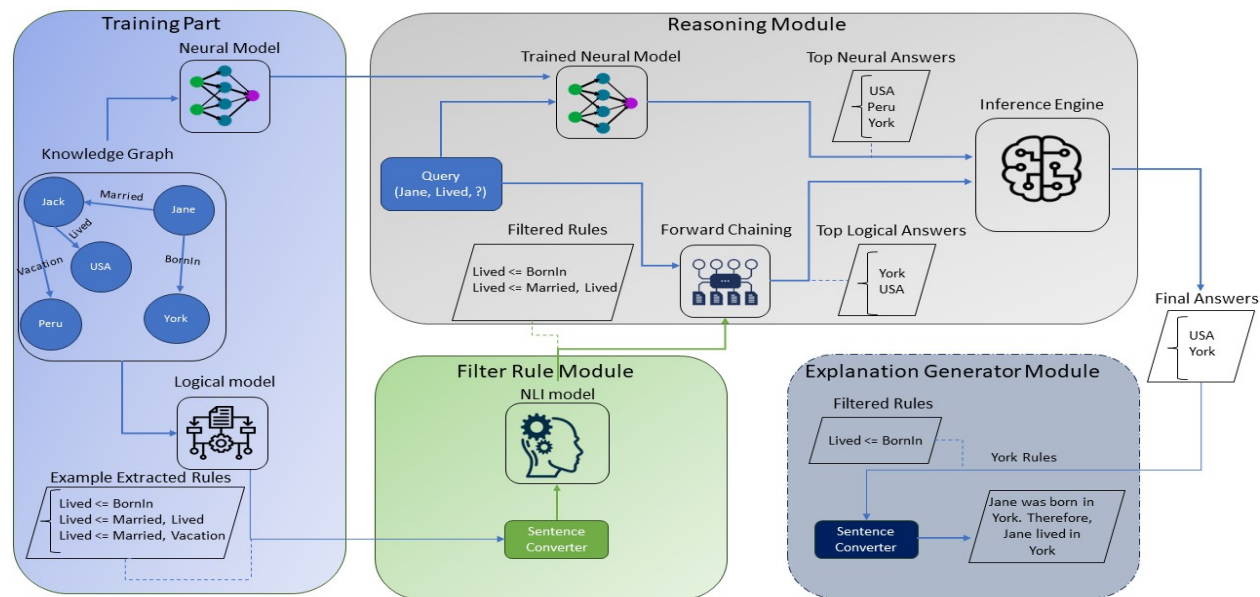 Training Part
Neural Model
Knowledge Graph
Married
Jack
Jane
Lived
Vacation
USA
BornIn
Peru
York
Logical model
Example Extracted Rules
Lived <= BornIn
Lived <= Married, Lived
Lived <= Married, Vacation
Reasoning Module
Trained Neural Model
Top Neural Answers
USA
Peru
York
Inference Engine
Query
(Jane, Lived, ?)
Filtered Rules
Lived <= BornIn
Lived <= Married, Lived
Forward Chaining
...
Top Logical Answers
York
USA
Final Answers
USA
York
Filter Rule Module
NLI model
Sentence
Converter
Explanation Generator Module
Filtered Rules
Lived <= BornIn
York Rules
Sentence
Converter
Jane was born in
York. Therefore,
Jane lived in
York